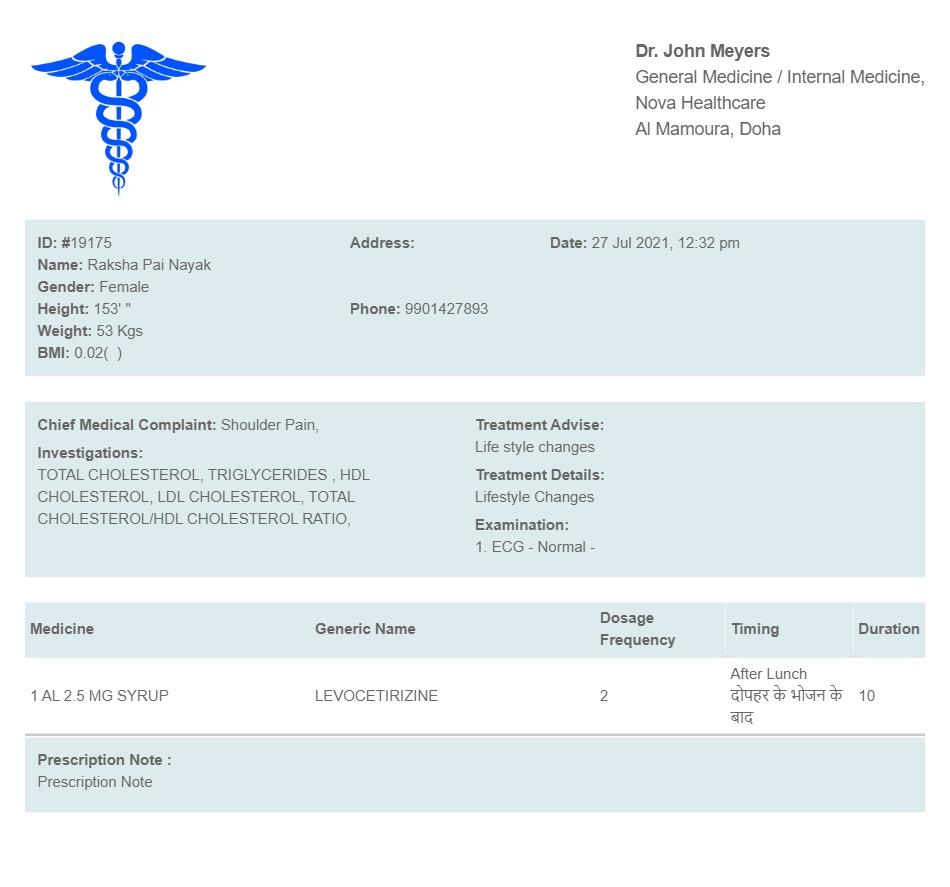 Dr. John Meyers
General Medicine / Internal Medicine,
Nova Healthcare
Al Mamoura, Doha
ID: #19175
Name: Raksha Pai Nayak
Gender: Female
Height: 153' "
Weight: 53 Kgs
BMI: 0.02(  )
Address:
Phone: 9901427893
Date: 27 Jul 2021, 12:32 pm
Chief Medical Complaint: Shoulder Pain,
Investigations:
TOTAL CHOLESTEROL, TRIGLYCERIDES , HDL
CHOLESTEROL, LDL CHOLESTEROL, TOTAL
CHOLESTEROL/HDL CHOLESTEROL RATIO,
Treatment Advise:
Life style changes
Treatment Details:
Lifestyle Changes
Examination:
1. ECG - Normal -
Medicine
Generic Name
Dosage
Frequency
Timing
Duration
1 AL 2.5 MG SYRUP
LEVOCETIRIZINE
2
After Lunch
दोपहर के भोजन के
बाद
10
Prescription Note :
Prescription Note